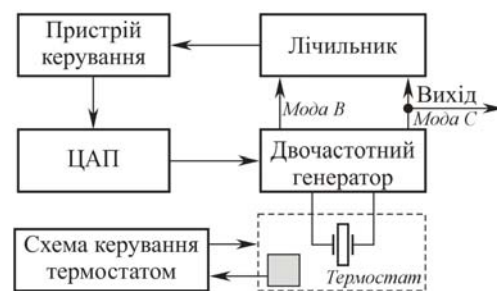 Пристрій
керування
Лічильник
Мода B
Вихід
Мода C
ЦАП
Двочастотний
генератор
Схема керування
термостатом
Термостат